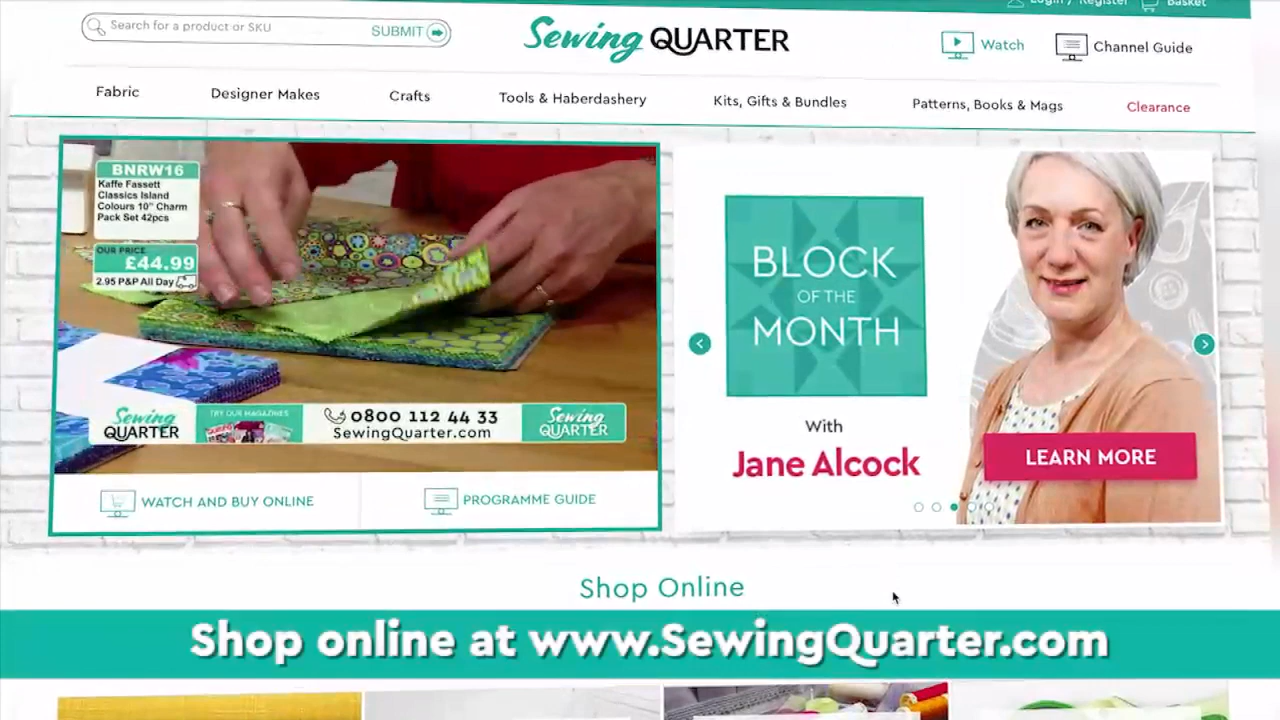 Login / Register
Basket
Search for a product or SKU
SUBMIT
Sewing QUARTER
Watch
Channel Guide
Fabric
Designer Makes
Crafts
Tools & Haberdashery
Kits, Gifts & Bundles
Patterns, Books & Mags
Clearance
BNRW16
Kaffe Fassett
Classics Island
Colours 10" Charm
Pack Set 42pcs
OUR PRICE
£44.99
2.95 P&P All Day
Sewing
QUARTER
TRY OUR MAGAZINES
0800 112 44 33
SewingQuarter.com
Sewing
QUARTER
WATCH AND BUY ONLINE
PROGRAMME GUIDE
BLOCK
OF THE
MONTH
With
Jane Alcock
LEARN MORE
Shop Online
Shop online at www.SewingQuarter.com